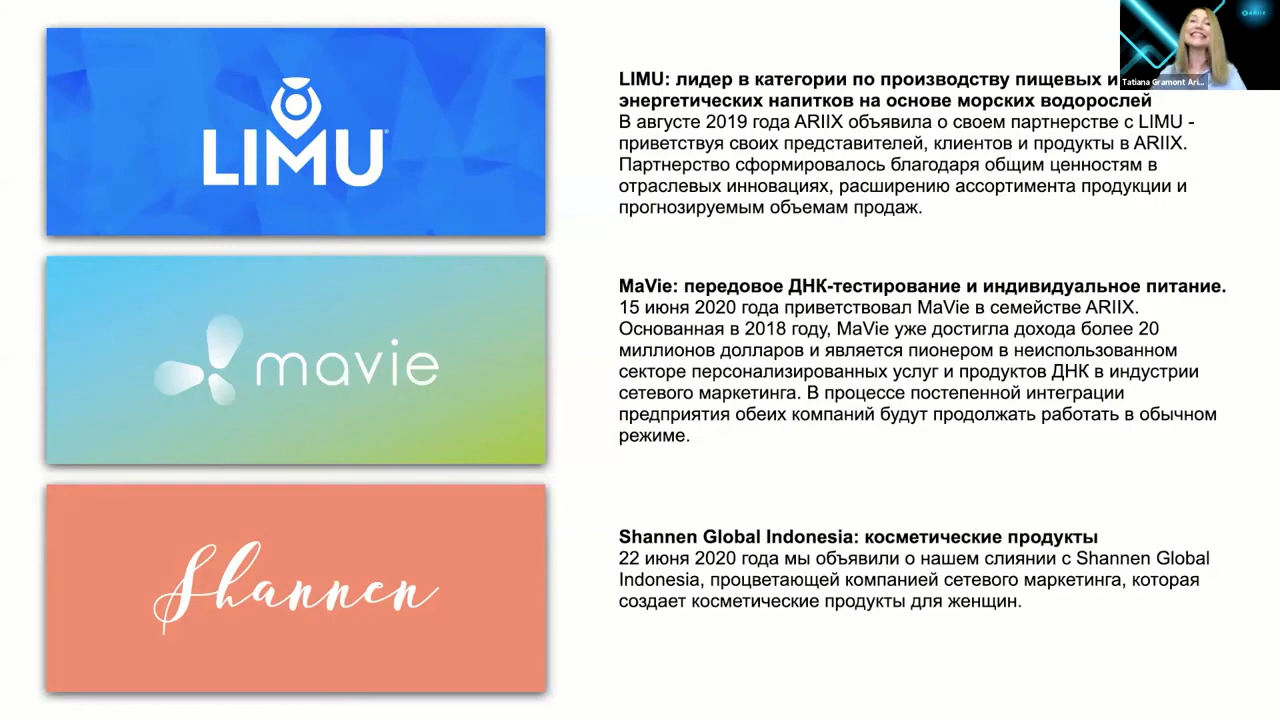 LIMU
LIMU: лидер в категории по производству пищевых и
энергетических напитков на основе морских водорослей
В августе 2019 года ARIIX объявила о своем партнерстве с LIMU -
приветствуя своих представителей, клиентов и продукты в ARIIX.
Партнерство сформировалось благодаря общим ценностям в
отраслевых инновациях, расширению ассортимента продукции и
прогнозируемым объемам продаж.
mavie
MaVie: передовое ДНК-тестирование и индивидуальное питание.
15 июня 2020 года приветствовал MaVie в семействе ARIIX.
Основанная в 2018 году, MaVie уже достигла дохода более 20
миллионов долларов и является пионером в неиспользованном
секторе персонализированных услуг и продуктов ДНК в индустрии
сетевого маркетинга. В процессе постепенной интеграции
предприятия обеих компаний будут продолжать работать в обычном
режиме.
Shannen
Shannen Global Indonesia: косметические продукты
22 июня 2020 года мы объявили о нашем слиянии с Shannen Global
Indonesia, процветающей компанией сетевого маркетинга, которая
создает косметические продукты для женщин.
ARIIX
Tatiana Gramont Ari...